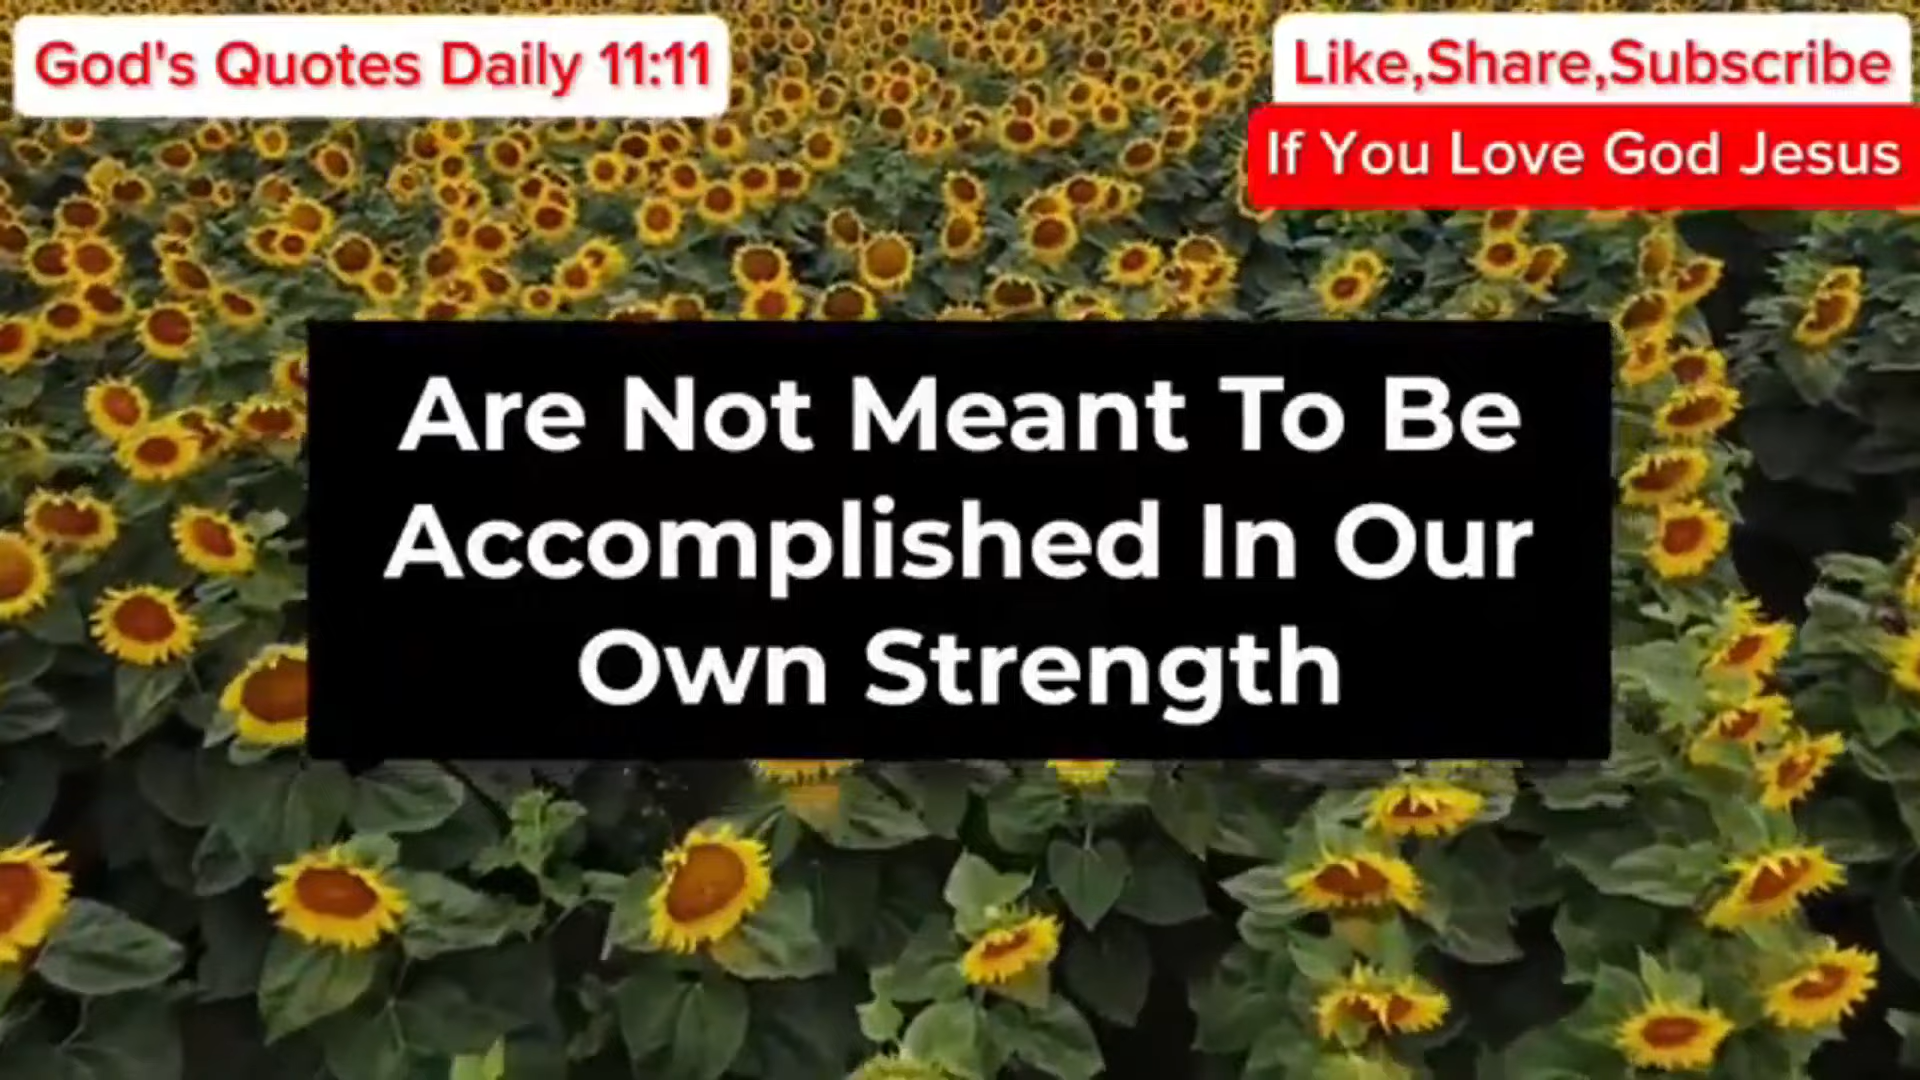 God's Quotes Daily 11:11
Like,Share,Subscribe
If You Love God Jesus
Are Not Meant To Be
Accomplished In Our
Own Strength